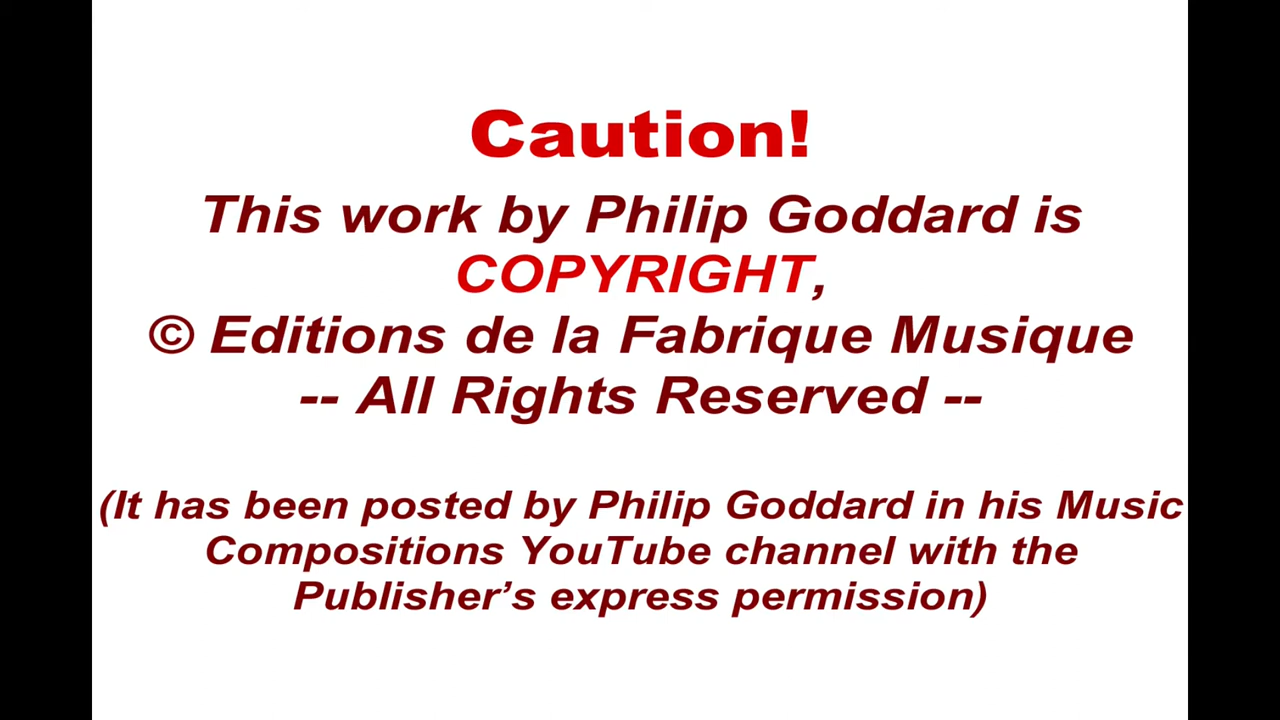 Caution!
This work by Philip Goddard is
COPYRIGHT,
© Editions de la Fabrique Musique
-- All Rights Reserved --
(It has been posted by Philip Goddard in his Music
Compositions YouTube channel with the
Publisher’s express permission)